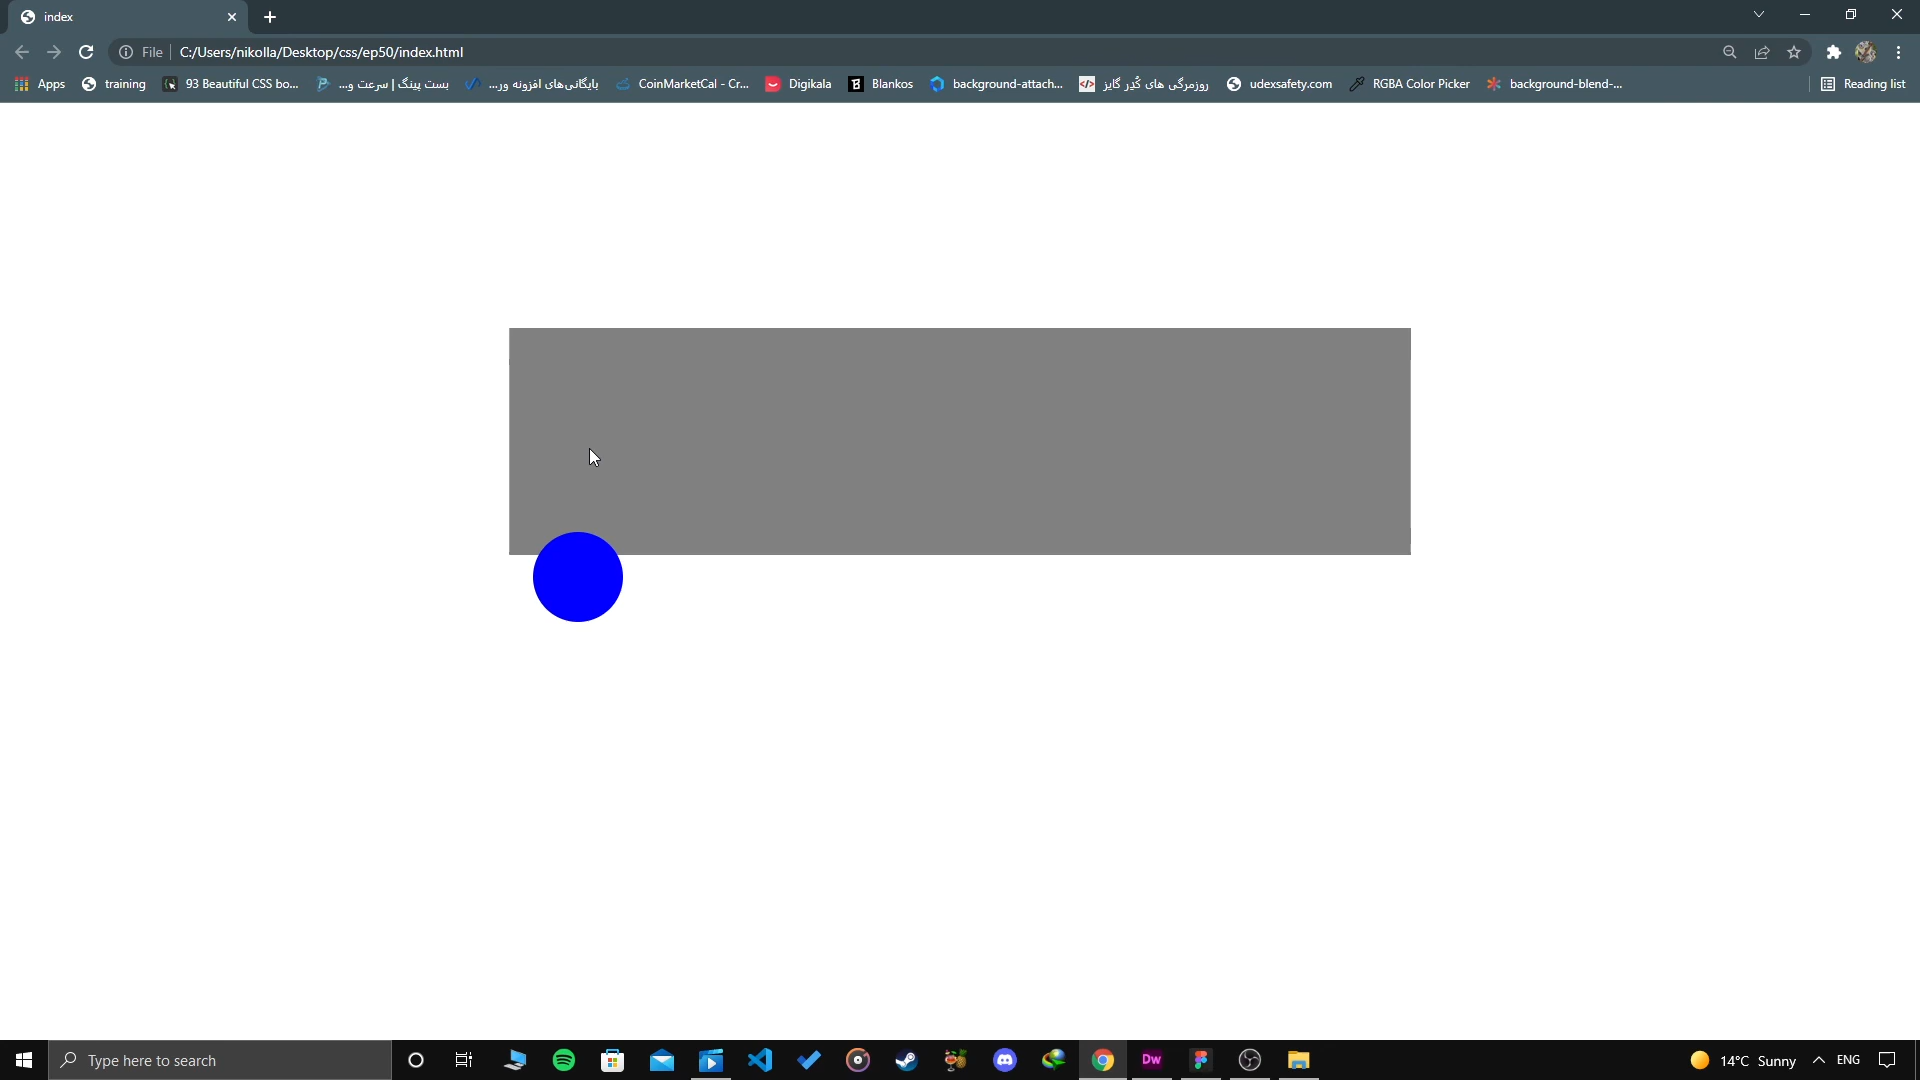 index
File C:/Users/nikolla/Desktop/css/ep50/index.html
Apps training 93 Beautiful CSS bo... بست پینگ | سرعت و... بایگانی‌های افزونه ور... CoinMarketCal - Cr... Digikala Blankos background-attach... روزمرگی های کُدِر گایز udexsafety.com RGBA Color Picker background-blend-... Reading list
Type here to search Dw 14°C Sunny ENG